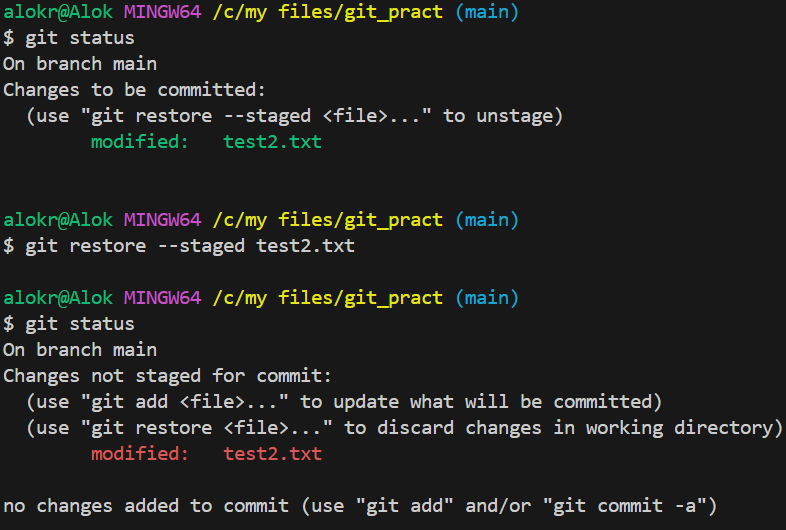 alokr@Alok MINGW64 /c/my files/git_pract (main)
$ git status
On branch main
Changes to be committed:
  (use "git restore --staged <file>..." to unstage)
        modified:   test2.txt

alokr@Alok MINGW64 /c/my files/git_pract (main)
$ git restore --staged test2.txt

alokr@Alok MINGW64 /c/my files/git_pract (main)
$ git status
On branch main
Changes not staged for commit:
  (use "git add <file>..." to update what will be committed)
  (use "git restore <file>..." to discard changes in working directory)
        modified:   test2.txt

no changes added to commit (use "git add" and/or "git commit -a")